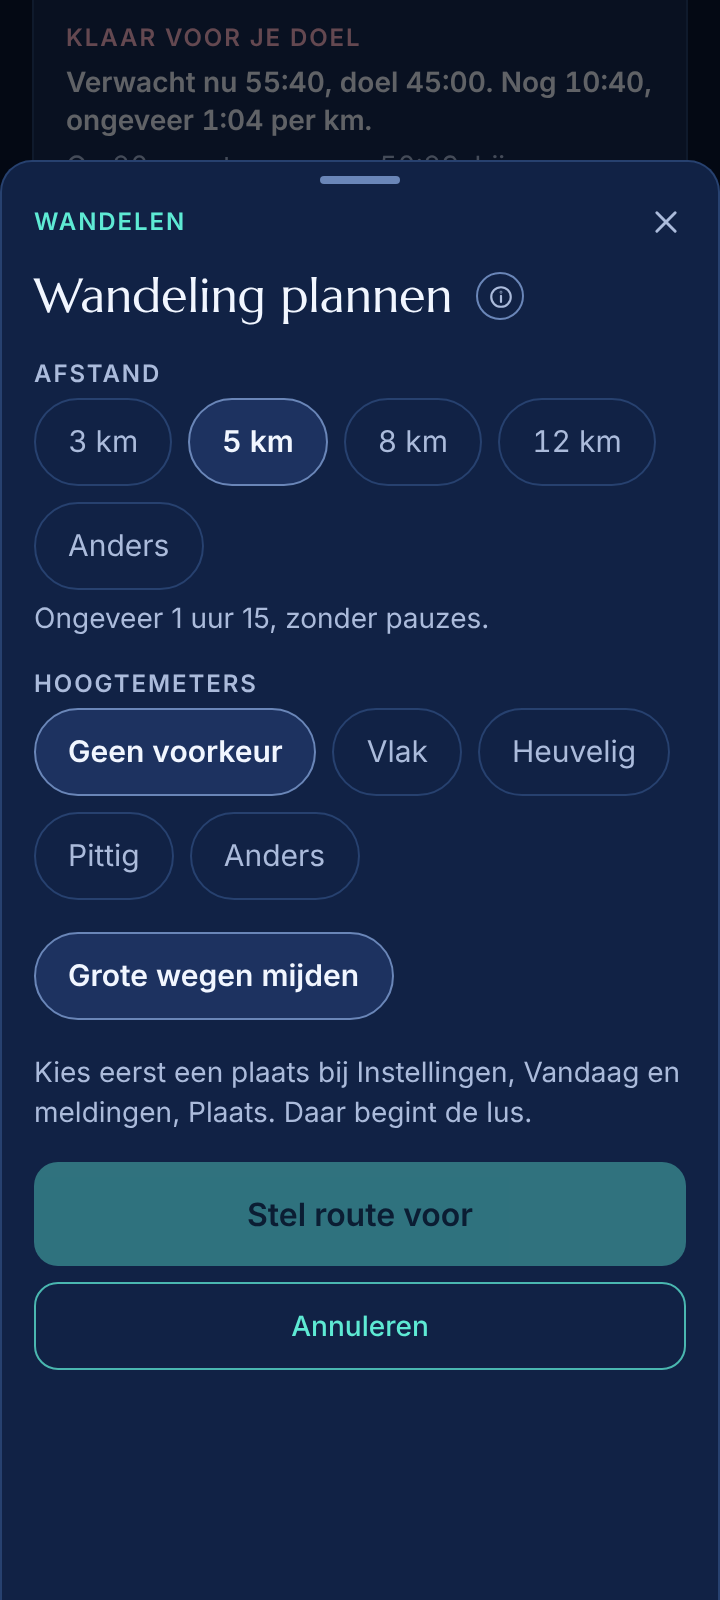 KLAAR VOOR JE DOEL
Verwacht nu 55:40, doel 45:00. Nog 10:40,
ongeveer 1:04 per km.
WANDELEN
Wandeling plannen
AFSTAND
3 km
5 km
8 km
12 km
Anders
Ongeveer 1 uur 15, zonder pauzes.
HOOGTEMETERS
Geen voorkeur
Vlak
Heuvelig
Pittig
Anders
Grote wegen mijden
Kies eerst een plaats bij Instellingen, Vandaag en
meldingen, Plaats. Daar begint de lus.
Stel route voor
Annuleren